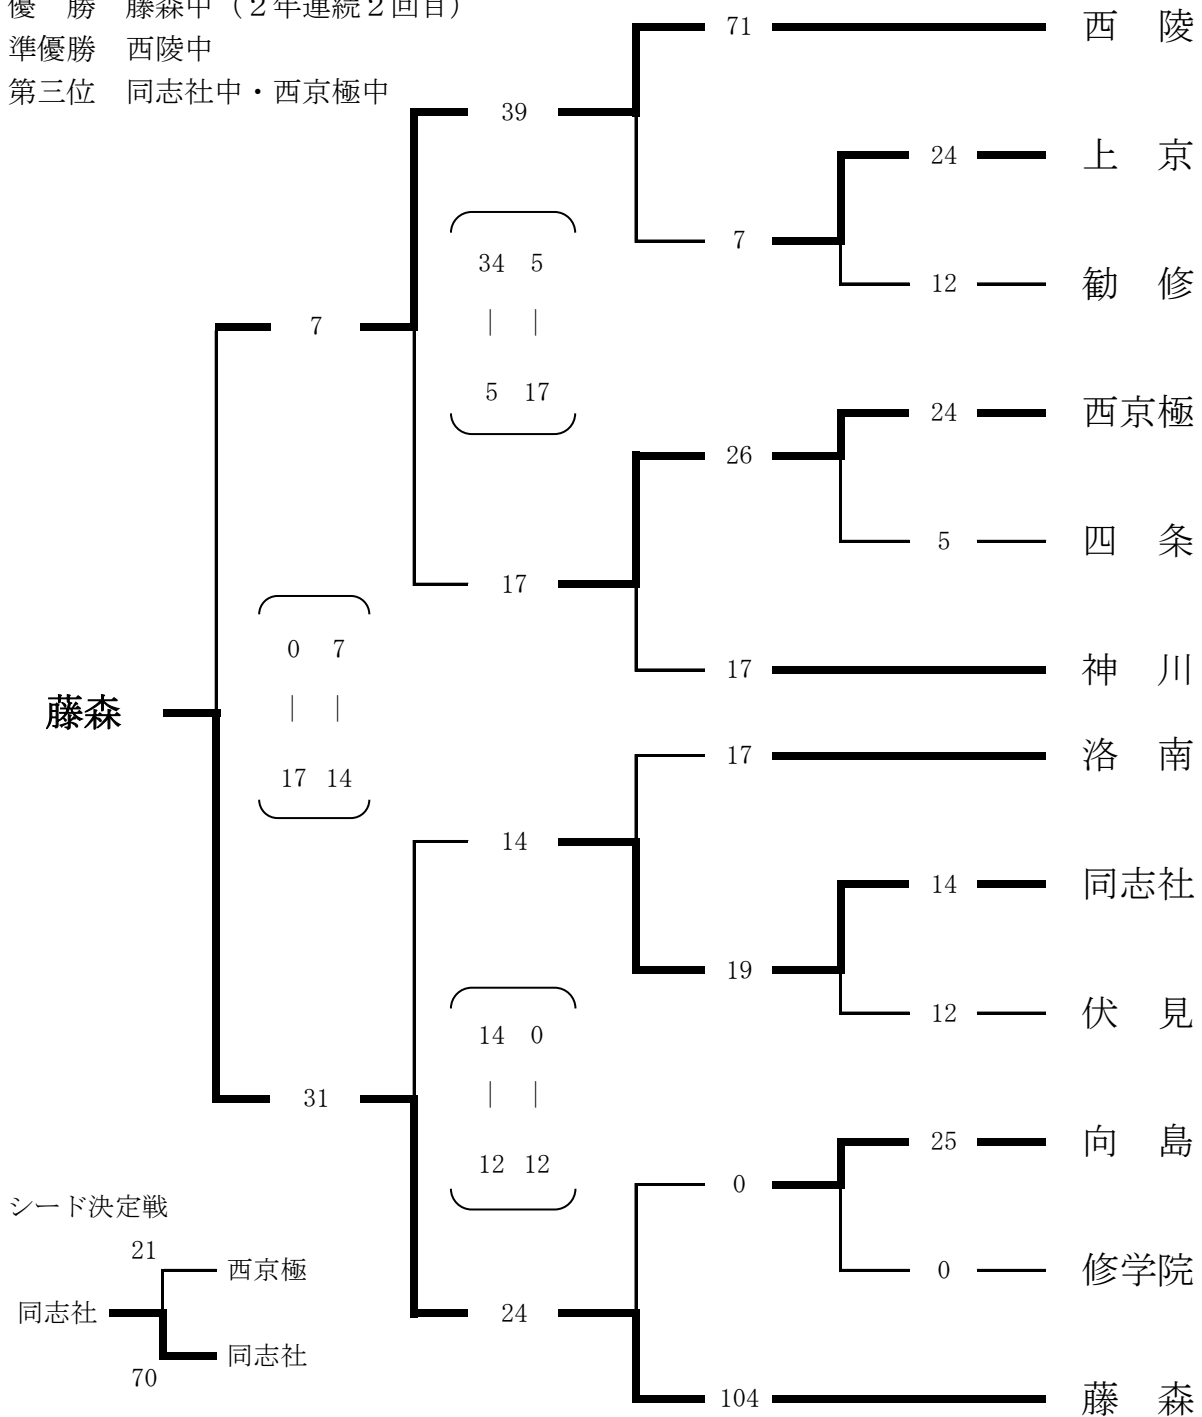 優　勝　藤森中（２年連続２回目）
準優勝　西陵中
第三位　同志社中・西京極中
71
西　陵
39
24
上　京
7
勧　修
12
34　5
｜　｜
5　17
7
24
西京極
26
5
四　条
17
17
神　川
0　7
｜　｜
17　14
藤森
17
洛　南
14
14
同志社
19
12
伏　見
14　0
｜　｜
12　12
31
25
向　島
0
0
修学院
24
104
藤　森
シード決定戦
21
西京極
同志社
同志社
70